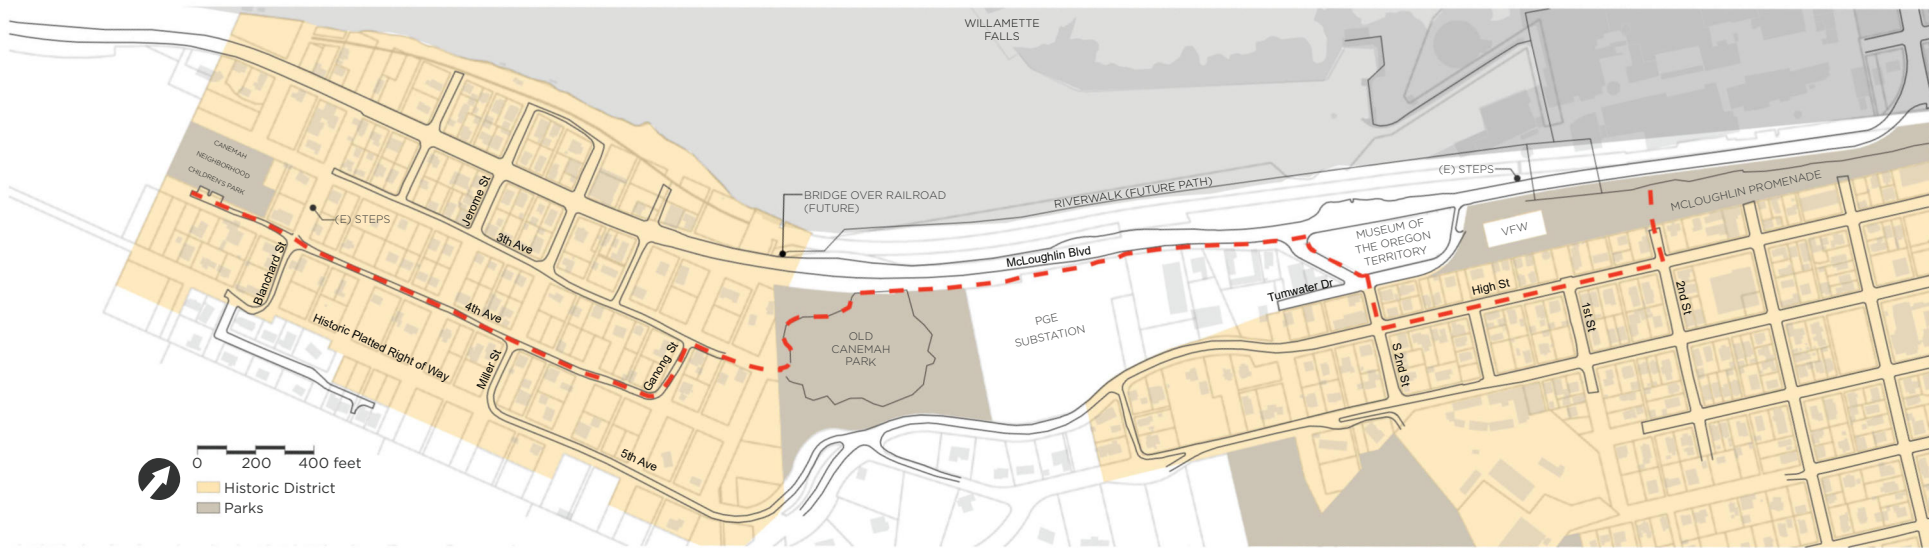 WILLAMETTE
FALLS
CANEMAH
NEIGHBORHOOD
CHILDREN'S PARK
(E) STEPS
Jerome St
3th Ave
BRIDGE OVER RAILROAD
(FUTURE)
RIVERWALK (FUTURE PATH)
(E) STEPS
MCLOUGHLIN PROMENADE
VFW
MUSEUM OF
THE OREGON
TERRITORY
McLoughlin Blvd
Tumwater Dr
High St
1st St
2nd St
S 2nd St
PGE
SUBSTATION
OLD
CANEMAH
PARK
Blanchard St
4th Ave
Historic Platted Right of Way
Miller St
Ganong St
5th Ave
0 200 400 feet
Historic District
Parks